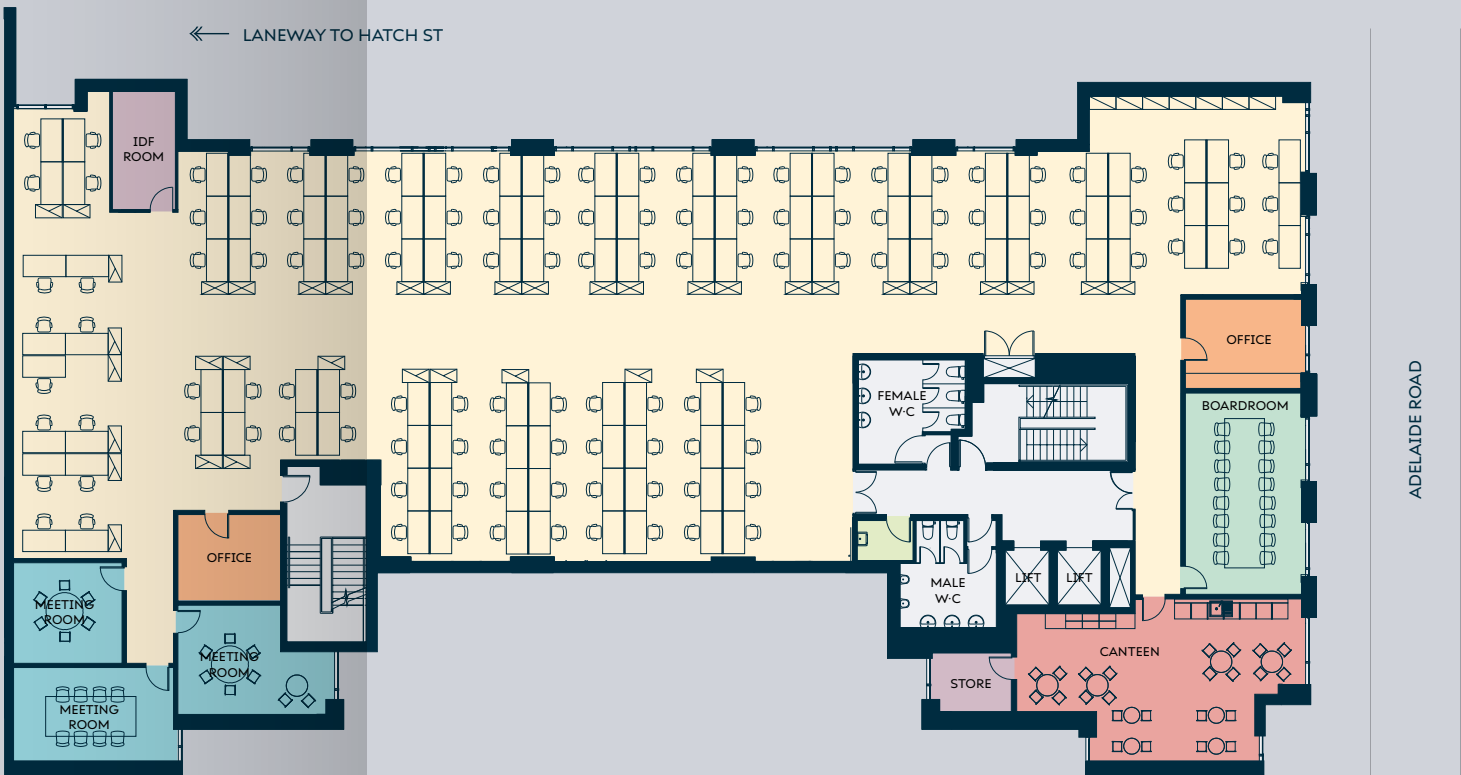 LANEWAY TO HATCH ST
IDF
ROOM
OFFICE
ADELAIDE ROAD
FEMALE
W·C
BOARDROOM
OFFICE
MEETING
ROOM
MALE
W·C
LIFT
LIFT
MEETING
ROOM
CANTEEN
STORE
MEETING
ROOM